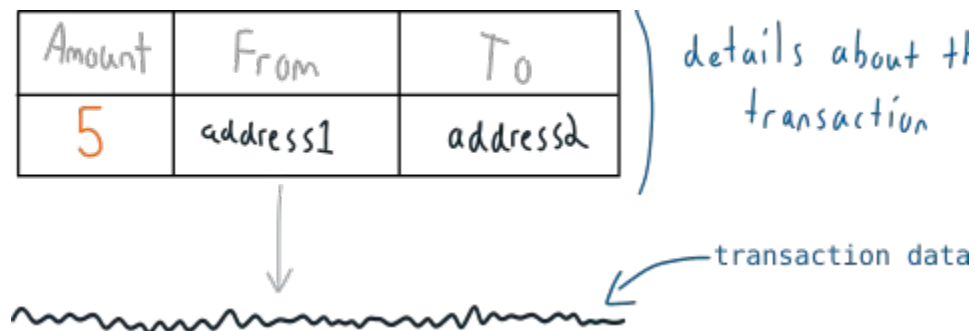 Amount From To
5 address1 address2
details about th
transaction
transaction data